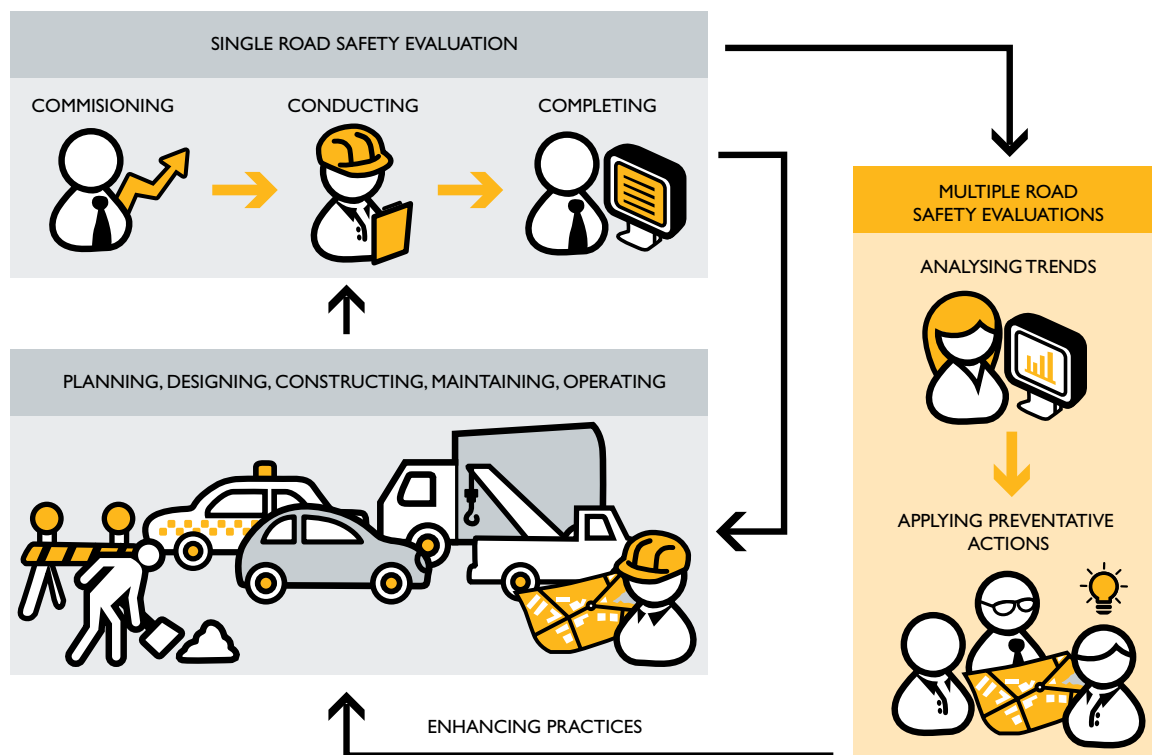 SINGLE ROAD SAFETY EVALUATION
COMMISIONING
CONDUCTING
COMPLETING
PLANNING, DESIGNING, CONSTRUCTING, MAINTAINING, OPERATING
MULTIPLE ROAD
SAFETY EVALUATIONS
ANALYSING TRENDS
APPLYING PREVENTATIVE
ACTIONS
ENHANCING PRACTICES